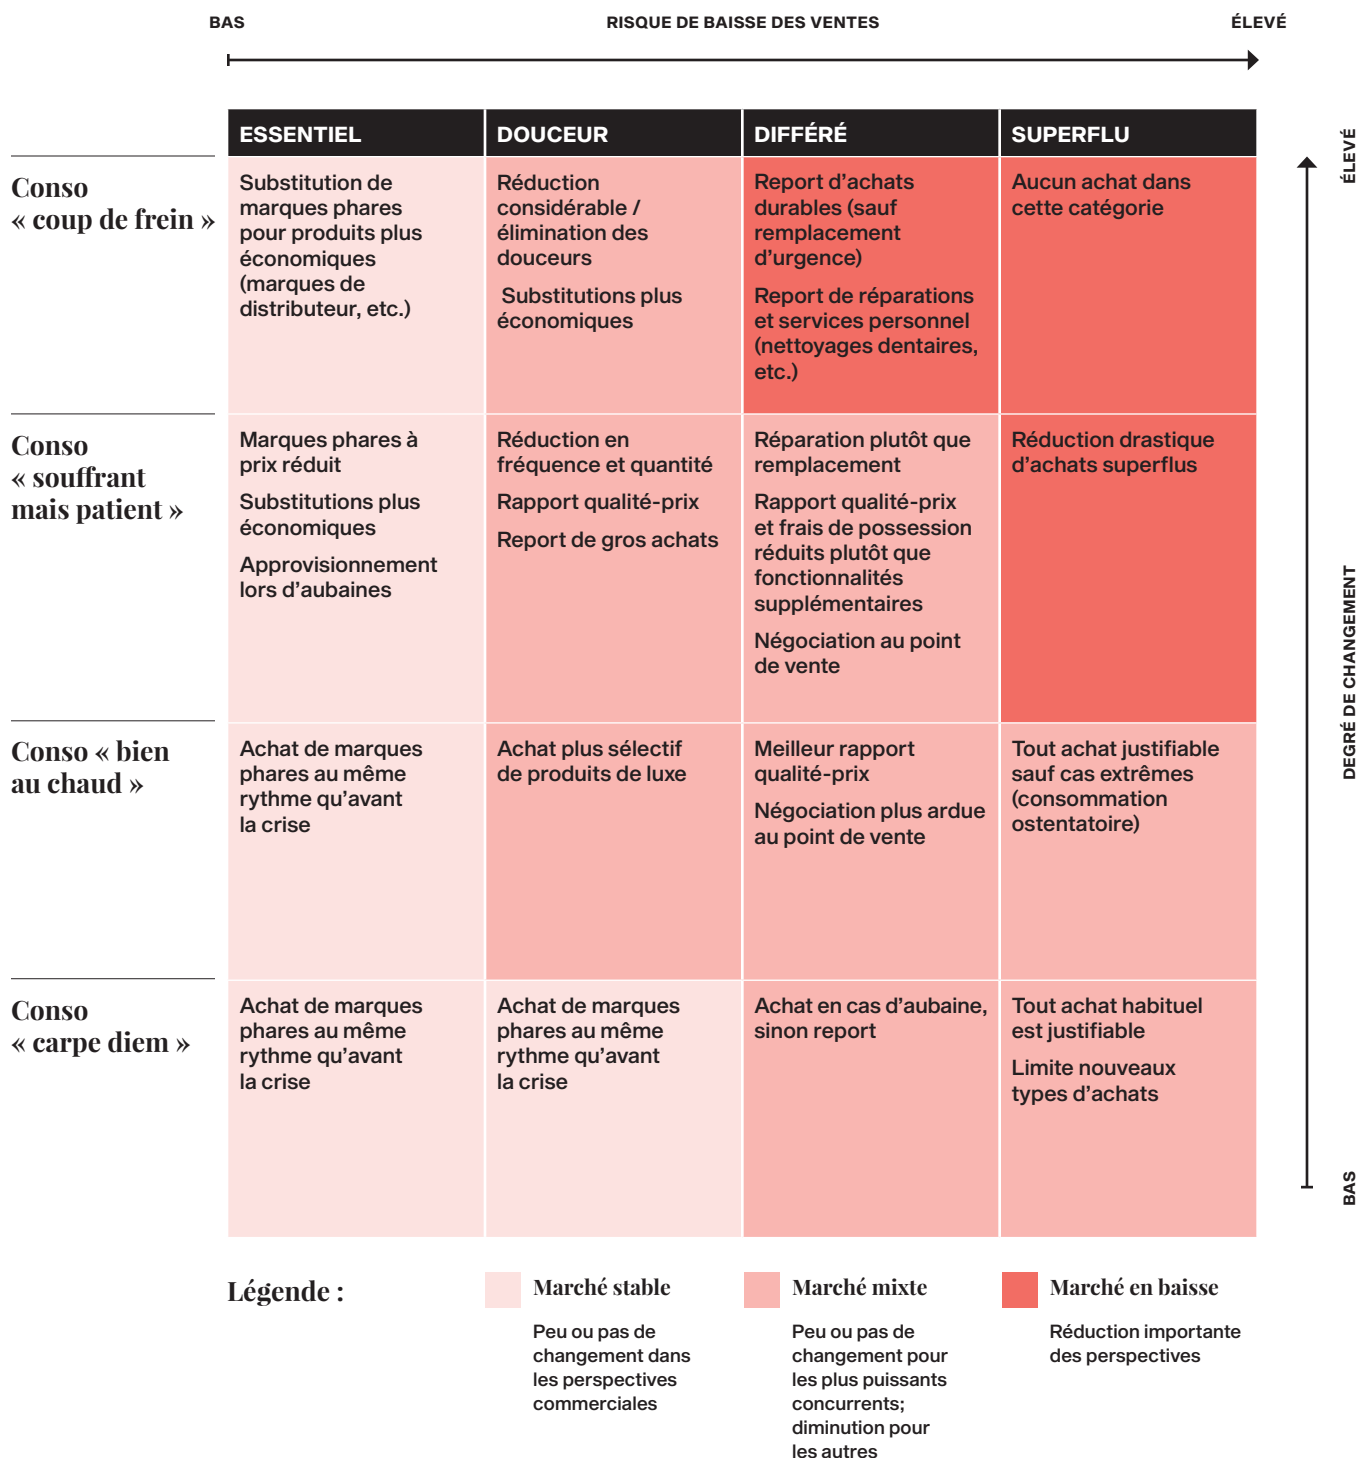 BAS
RISQUE DE BAISSE DES VENTES
ÉLEVÉ
ESSENTIEL
DOUCEUR
DIFFÉRÉ
SUPERFLU
ÉLEVÉ
DEGRÉ DE CHANGEMENT
BAS
Conso
« coup de frein »
Substitution de
marques phares
pour produits plus
économiques
(marques de
distributeur, etc.)
Réduction
considérable /
élimination des
douceurs
Substitutions plus
économiques
Report d'achats
durables (sauf
remplacement
d'urgence)
Report de réparations
et services personnel
(nettoyages dentaires,
etc.)
Aucun achat dans
cette catégorie
Conso
« souffrant
mais patient »
Marques phares à
prix réduit
Substitutions plus
économiques
Approvisionnement
lors d'aubaines
Réduction en
fréquence et quantité
Rapport qualité-prix
Report de gros achats
Réparation plutôt que
remplacement
Rapport qualité-prix
et frais de possession
réduits plutôt que
fonctionnalités
supplémentaires
Négociation au point
de vente
Réduction drastique
d'achats superflus
Conso « bien
au chaud »
Achat de marques
phares au même
rythme qu'avant
la crise
Achat plus sélectif
de produits de luxe
Meilleur rapport
qualité-prix
Négociation plus ardue
au point de vente
Tout achat justifiable
sauf cas extrêmes
(consommation
ostentatoire)
Conso
« carpe diem »
Achat de marques
phares au même
rythme qu'avant
la crise
Achat de marques
phares au même
rythme qu'avant
la crise
Achat en cas d'aubaine,
sinon report
Tout achat habituel
est justifiable
Limite nouveaux
types d'achats
Légende :
Marché stable
Peu ou pas de
changement dans
les perspectives
commerciales
Marché mixte
Peu ou pas de
changement pour
les plus puissants
concurrents;
diminution pour
les autres
Marché en baisse
Réduction importante
des perspectives